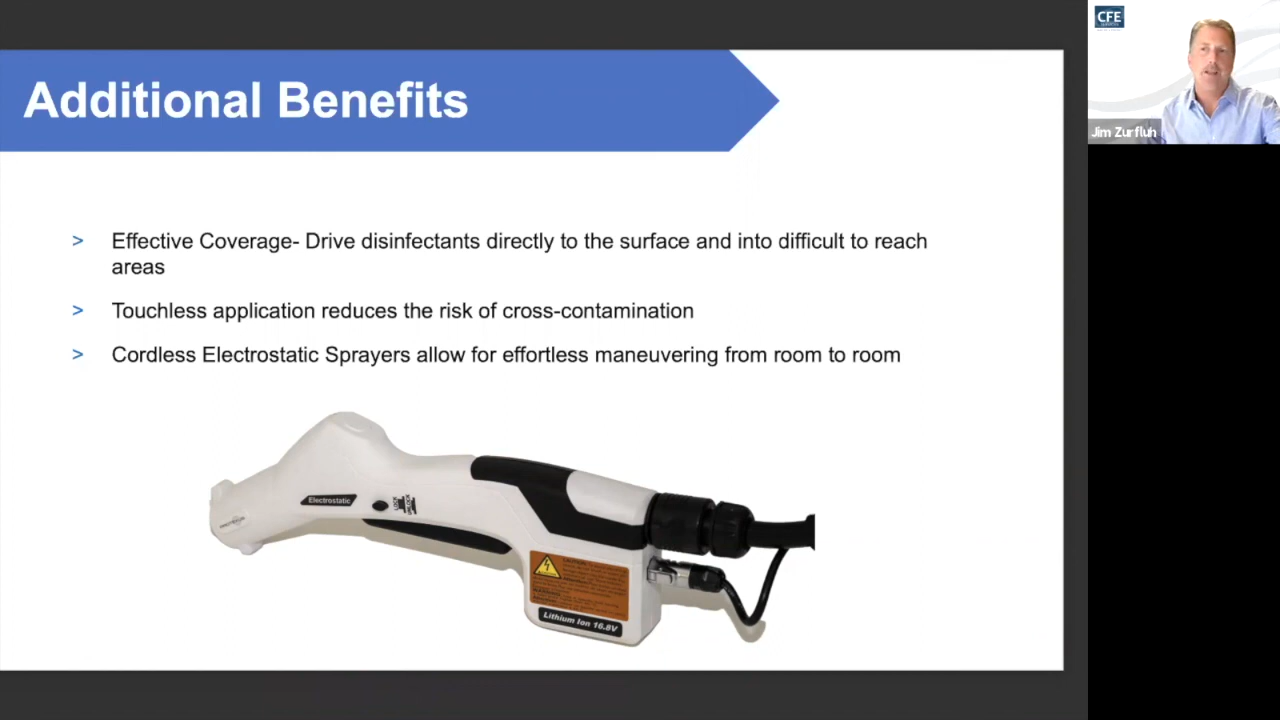 Additional Benefits
CFE
Jim Zurfluh
> Effective Coverage- Drive disinfectants directly to the surface and into difficult to reach
areas
> Touchless application reduces the risk of cross-contamination
> Cordless Electrostatic Sprayers allow for effortless maneuvering from room to room
Electrostatic
LOCK
UNLOCK
Lithium Ion 16.8V